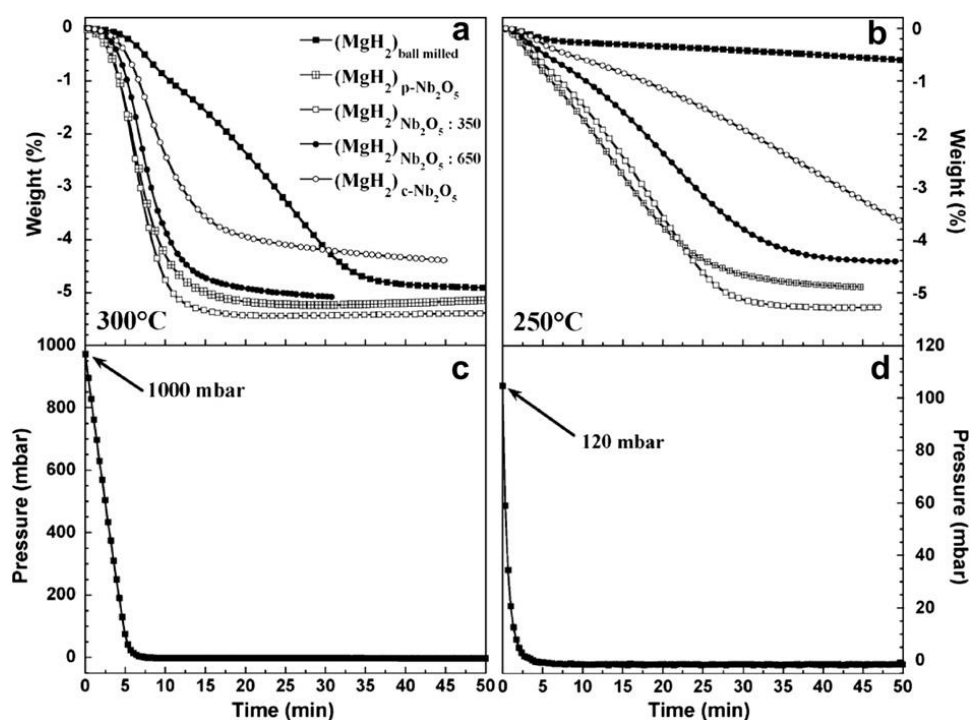 a
b
0
-1
-2
-3
-4
-5
Weight (%)
(MgH2)ball milled
(MgH2)p-Nb2O5
(MgH2)Nb2O5 : 350
(MgH2)Nb2O5 : 650
(MgH2)c-Nb2O5
300°C
250°C
0
-1
-2
-3
-4
-5
Weight (%)
c
d
1000
800
600
400
200
0
Pressure (mbar)
1000 mbar
120 mbar
120
100
80
60
40
20
0
Pressure (mbar)
0 5 10 15 20 25 30 35 40 45 50
Time (min)
0 5 10 15 20 25 30 35 40 45 50
Time (min)